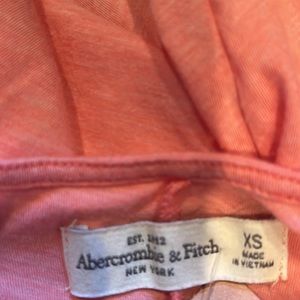 EST. 1892
Abercrombie & Fitch
NEW YORK
XS
MADE
IN VIETNAM